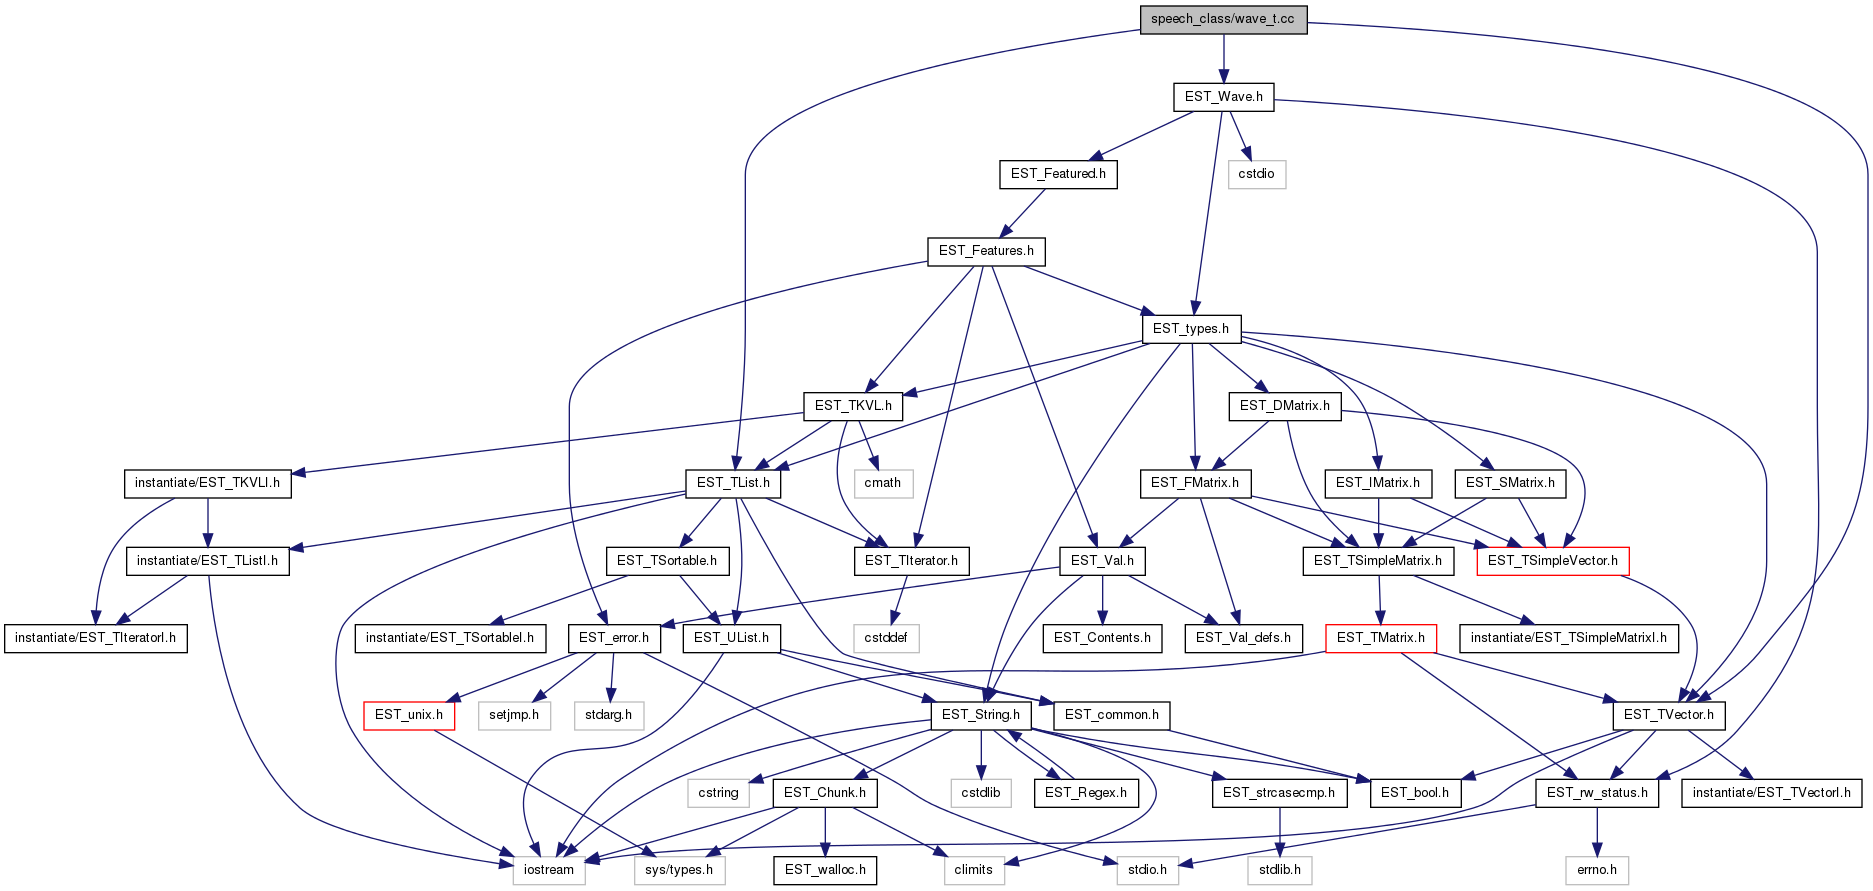 speech_class/wave_t.cc
EST_Wave.h
EST_Featured.h
cstdio
EST_Features.h
EST_types.h
EST_TKVL.h
EST_DMatrix.h
instantiate/EST_TKVLI.h
EST_TList.h
cmath
EST_FMatrix.h
EST_IMatrix.h
EST_SMatrix.h
instantiate/EST_TListI.h
EST_TSortable.h
EST_TIterator.h
EST_Val.h
EST_TSimpleMatrix.h
EST_TSimpleVector.h
instantiate/EST_TIteratorI.h
instantiate/EST_TSortableI.h
EST_error.h
EST_UList.h
cstddef
EST_Contents.h
EST_Val_defs.h
EST_TMatrix.h
instantiate/EST_TSimpleMatrixI.h
EST_unix.h
setjmp.h
stdarg.h
EST_String.h
EST_common.h
EST_TVector.h
cstring
EST_Chunk.h
cstdlib
EST_Regex.h
EST_strcasecmp.h
EST_bool.h
EST_rw_status.h
instantiate/EST_TVectorI.h
iostream
sys/types.h
EST_walloc.h
climits
stdio.h
stdlib.h
errno.h